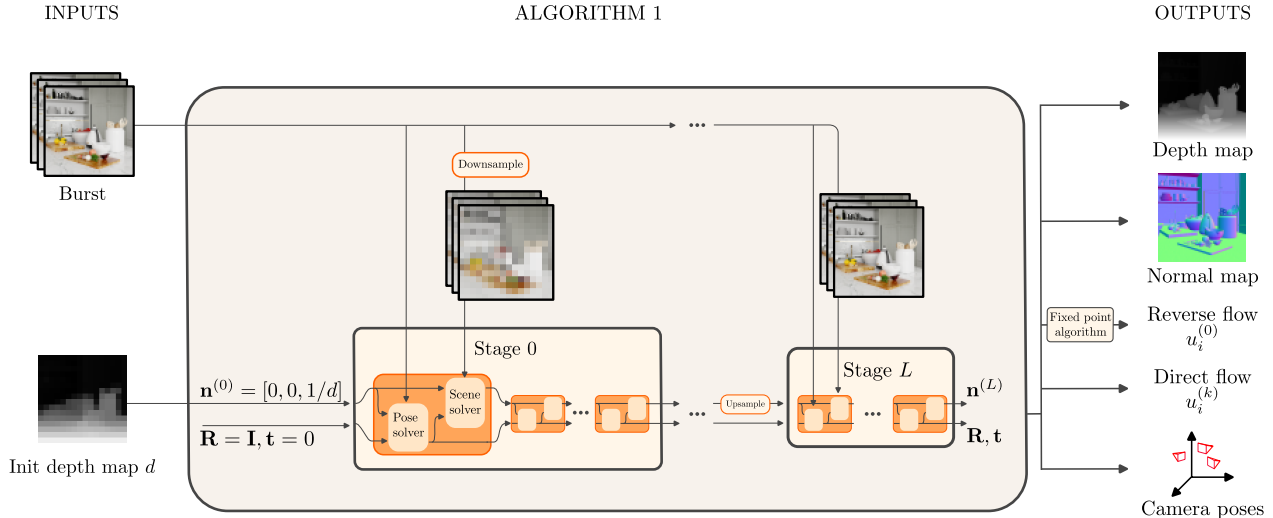 INPUTS
ALGORITHM 1
OUTPUTS
Burst
Downsample
Depth map
Normal map
Stage 0
Stage L
Fixed point
algorithm
Reverse flow
u_i^{(0)}
Direct flow
u_i^{(k)}
n^{(0)} = [0, 0, 1/d]
R = I, t = 0
Pose
solver
Scene
solver
Upsample
n^{(L)}
R, t
Init depth map d
Camera poses